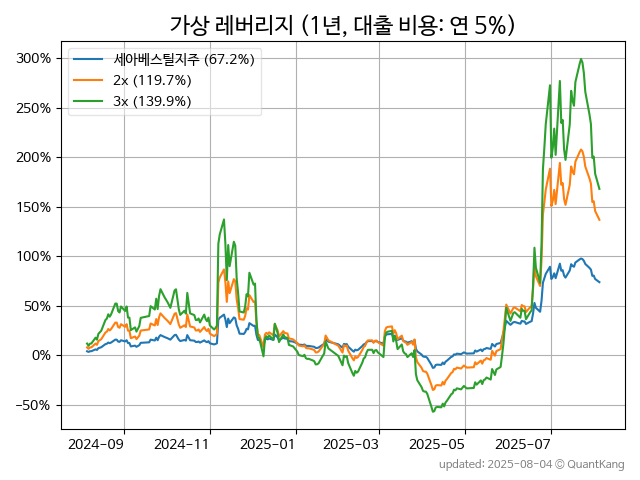 가상 레버리지 (1년, 대출 비용: 연 5%)
세아베스틸지주 (67.2%)
2x (119.7%)
3x (139.9%)
300%
250%
200%
150%
100%
50%
0%
−50%
2024-09
2024-11
2025-01
2025-03
2025-05
2025-07
updated: 2025-08-04 © QuantKang